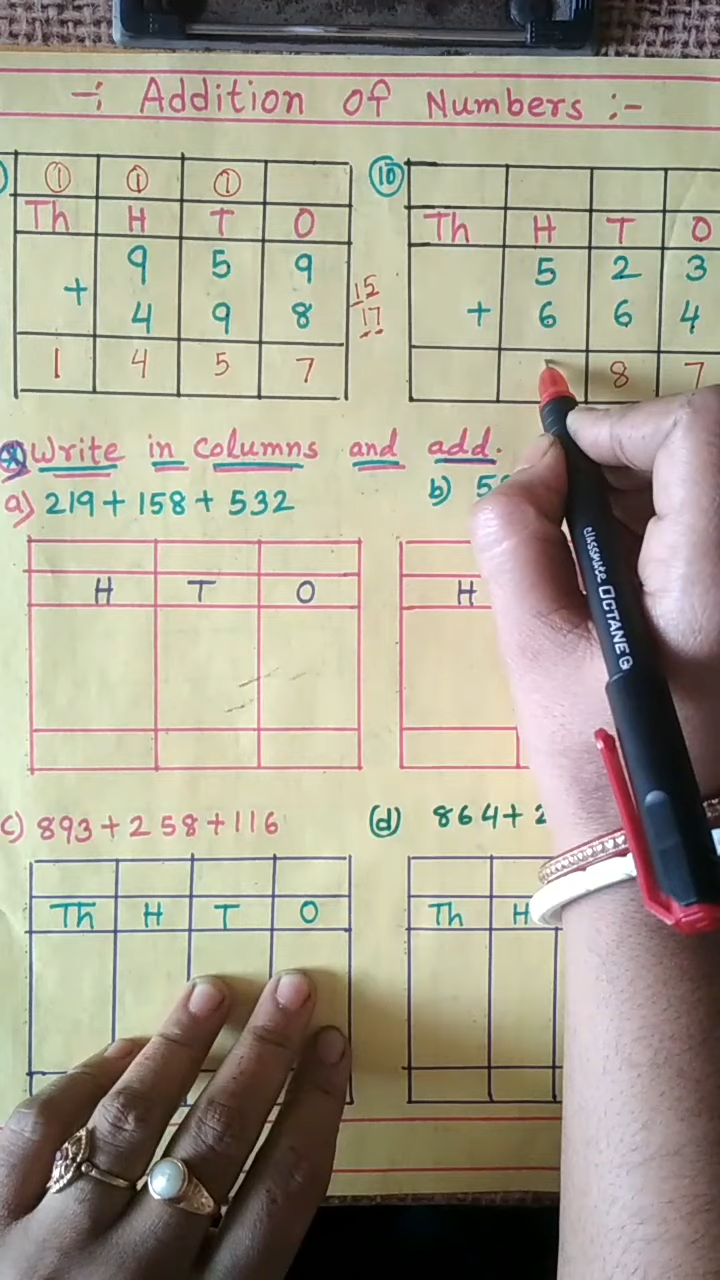 -: Addition of Numbers :-
① ① ①
Th H T O
9 5 9
+ 4 9 8
15
17
1 4 5 7
⑩
Th H T O
5 2 3
+ 6 6 4
8 7
Write in columns and add.
a) 219 + 158 + 532
b)
H T O
H
c) 893 + 258 + 116
(d) 864 +
Th H T O
Th H
classmate OCTANE G